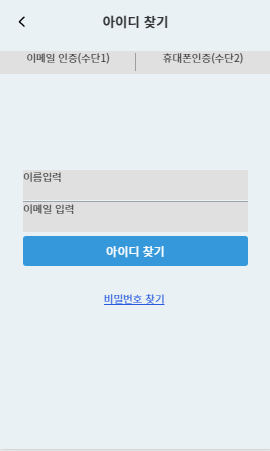 아이디 찾기
이메일 인증(수단1)
휴대폰인증(수단2)
이름입력
이메일 입력
아이디 찾기
비밀번호 찾기